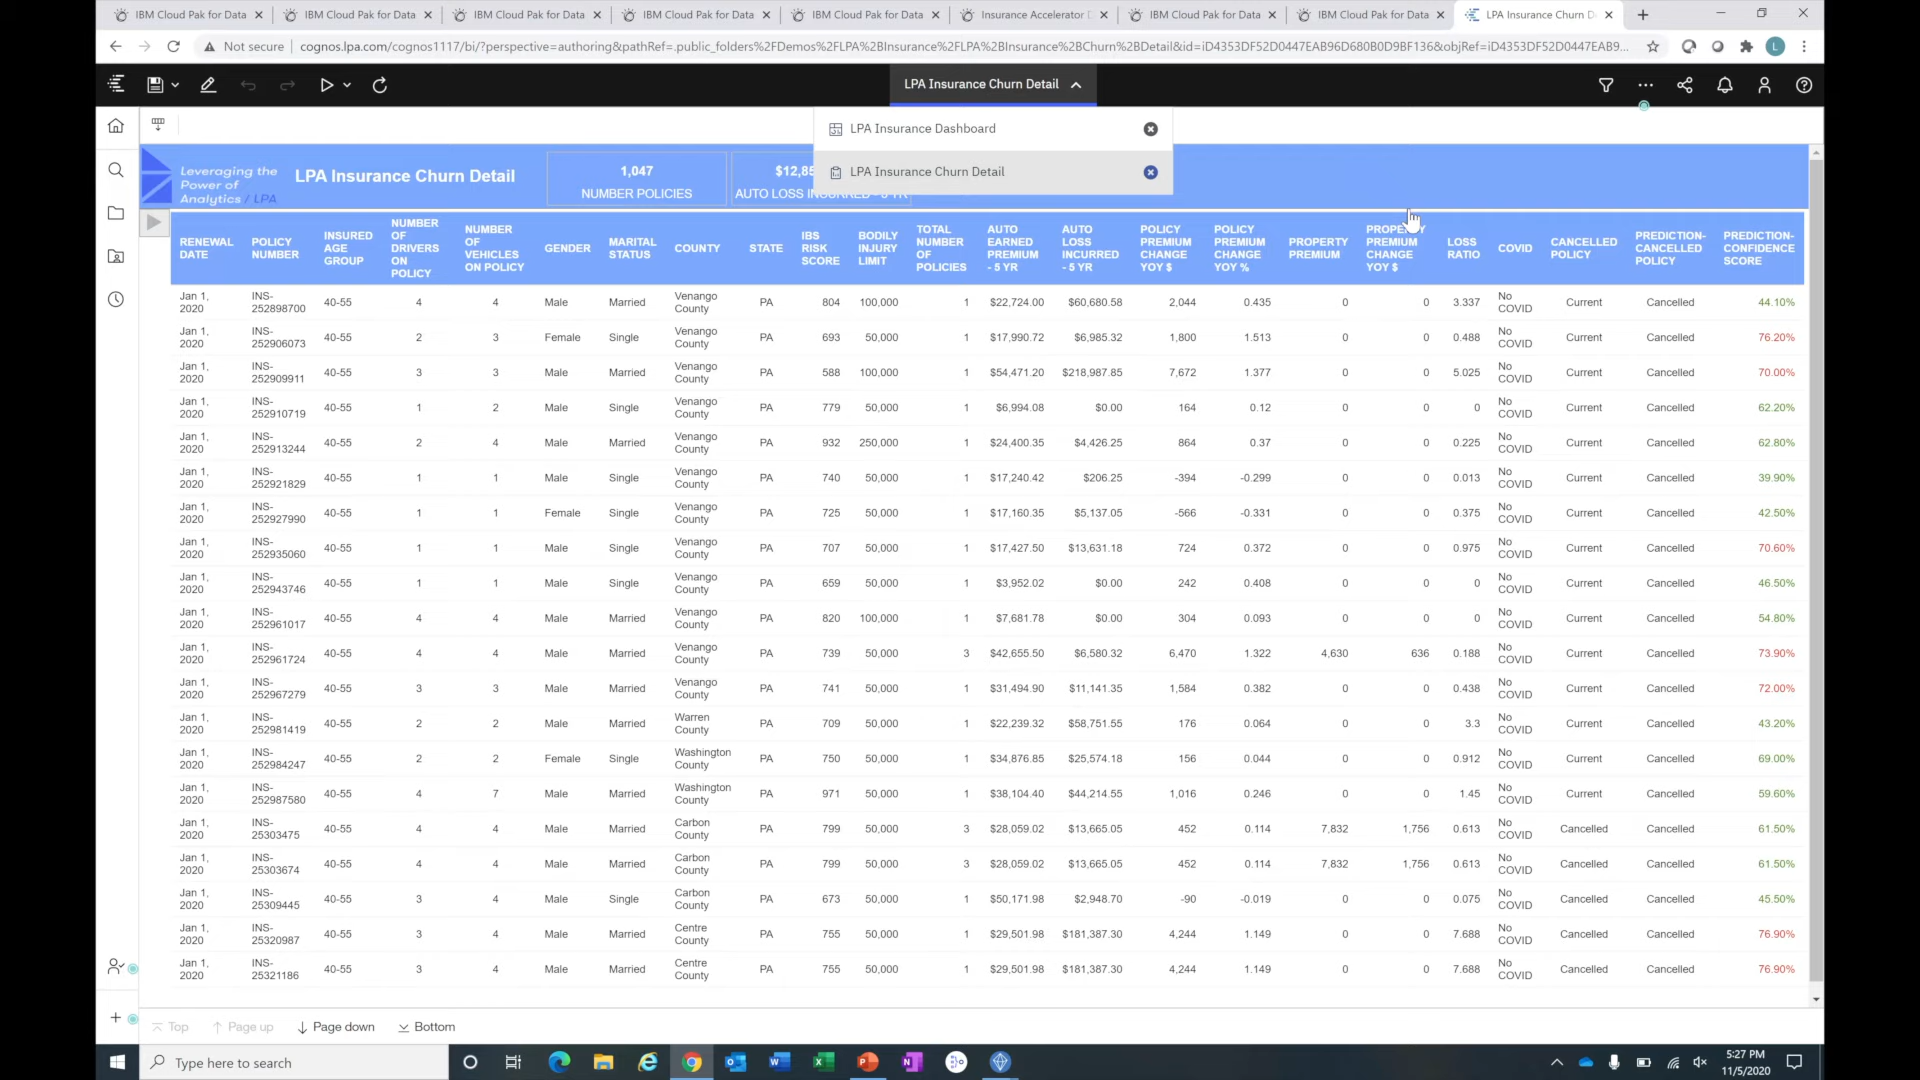 IBM Cloud Pak for Data IBM Cloud Pak for Data IBM Cloud Pak for Data IBM Cloud Pak for Data IBM Cloud Pak for Data Insurance Accelerator IBM Cloud Pak for Data IBM Cloud Pak for Data LPA Insurance Churn D
Not secure cognos.lpa.com/cognos1117/bi/?perspective=authoring&pathRef=.public_folders%2FDemos%2FLPA%2BInsurance%2FLPA%2BInsurance%2BChurn%2BDetail&id=iD4353DF52D0447EAB96D680B0D9BF136&objRef=iD4353DF52D0447EAB9... L
LPA Insurance Churn Detail
LPA Insurance Dashboard
LPA Insurance Churn Detail
Leveraging the
Power of
Analytics / LPA
LPA Insurance Churn Detail
1,047
NUMBER POLICIES
$12,85
AUTO LOSS INCURRED - 5 YR
RENEWAL DATE POLICY NUMBER INSURED AGE GROUP NUMBER OF DRIVERS ON POLICY NUMBER OF VEHICLES ON POLICY GENDER MARITAL STATUS COUNTY STATE IBS RISK SCORE BODILY INJURY LIMIT TOTAL NUMBER OF POLICIES AUTO EARNED PREMIUM - 5 YR AUTO LOSS INCURRED - 5 YR POLICY PREMIUM CHANGE YOY $ POLICY PREMIUM CHANGE YOY % PROPERTY PREMIUM PROPERTY PREMIUM CHANGE YOY $ LOSS RATIO COVID CANCELLED POLICY PREDICTION- CANCELLED POLICY PREDICTION- CONFIDENCE SCORE
Jan 1, 2020 INS-252898700 40-55 4 4 Male Married Venango County PA 804 100,000 1 $22,724.00 $60,680.58 2,044 0.435 0 0 3.337 No COVID Current Cancelled 44.10%
Jan 1, 2020 INS-252906073 40-55 2 3 Female Single Venango County PA 693 50,000 1 $17,990.72 $6,985.32 1,800 1.513 0 0 0.488 No COVID Current Cancelled 76.20%
Jan 1, 2020 INS-252909911 40-55 3 3 Male Married Venango County PA 588 100,000 1 $54,471.20 $218,987.85 7,672 1.377 0 0 5.025 No COVID Current Cancelled 70.00%
Jan 1, 2020 INS-252910719 40-55 1 2 Male Single Venango County PA 779 50,000 1 $6,994.08 $0.00 164 0.12 0 0 0 No COVID Current Cancelled 62.20%
Jan 1, 2020 INS-252913244 40-55 2 4 Male Married Venango County PA 932 250,000 1 $24,400.35 $4,426.25 864 0.37 0 0 0.225 No COVID Current Cancelled 62.80%
Jan 1, 2020 INS-252921829 40-55 1 1 Male Single Venango County PA 740 50,000 1 $17,240.42 $206.25 -394 -0.299 0 0 0.013 No COVID Current Cancelled 39.90%
Jan 1, 2020 INS-252927990 40-55 1 1 Female Single Venango County PA 725 50,000 1 $17,160.35 $5,137.05 -566 -0.331 0 0 0.375 No COVID Current Cancelled 42.50%
Jan 1, 2020 INS-252935060 40-55 1 1 Male Single Venango County PA 707 50,000 1 $17,427.50 $13,631.18 724 0.372 0 0 0.975 No COVID Current Cancelled 70.60%
Jan 1, 2020 INS-252943746 40-55 1 1 Male Single Venango County PA 659 50,000 1 $3,952.02 $0.00 242 0.408 0 0 0 No COVID Current Cancelled 46.50%
Jan 1, 2020 INS-252961017 40-55 4 4 Male Married Venango County PA 820 100,000 1 $7,681.78 $0.00 304 0.093 0 0 0 No COVID Current Cancelled 54.80%
Jan 1, 2020 INS-252961724 40-55 4 4 Male Married Venango County PA 739 50,000 3 $42,655.50 $6,580.32 6,470 1.322 4,630 636 0.188 No COVID Current Cancelled 73.90%
Jan 1, 2020 INS-252967279 40-55 3 3 Male Married Venango County PA 741 50,000 1 $31,494.90 $11,141.35 1,584 0.382 0 0 0.438 No COVID Current Cancelled 72.00%
Jan 1, 2020 INS-252981419 40-55 2 2 Male Married Warren County PA 709 50,000 1 $22,239.32 $58,751.55 176 0.064 0 0 3.3 No COVID Current Cancelled 43.20%
Jan 1, 2020 INS-252984247 40-55 2 2 Female Single Washington County PA 750 50,000 1 $34,876.85 $25,574.18 156 0.044 0 0 0.912 No COVID Current Cancelled 69.00%
Jan 1, 2020 INS-252987580 40-55 4 7 Male Married Washington County PA 971 50,000 1 $38,104.40 $44,214.55 1,016 0.246 0 0 1.45 No COVID Current Cancelled 59.60%
Jan 1, 2020 INS-25303475 40-55 4 4 Male Married Carbon County PA 799 50,000 3 $28,059.02 $13,665.05 452 0.114 7,832 1,756 0.613 No COVID Cancelled Cancelled 61.50%
Jan 1, 2020 INS-25303674 40-55 4 4 Male Married Carbon County PA 799 50,000 3 $28,059.02 $13,665.05 452 0.114 7,832 1,756 0.613 No COVID Cancelled Cancelled 61.50%
Jan 1, 2020 INS-25309445 40-55 3 4 Male Single Carbon County PA 673 50,000 1 $50,171.98 $2,948.70 -90 -0.019 0 0 0.075 No COVID Cancelled Cancelled 45.50%
Jan 1, 2020 INS-25320987 40-55 3 4 Male Married Centre County PA 755 50,000 1 $29,501.98 $181,387.30 4,244 1.149 0 0 7.688 No COVID Cancelled Cancelled 76.90%
Jan 1, 2020 INS-25321186 40-55 3 4 Male Married Centre County PA 755 50,000 1 $29,501.98 $181,387.30 4,244 1.149 0 0 7.688 No COVID Cancelled Cancelled 76.90%
Top Page up Page down Bottom
Type here to search
5:27 PM
11/5/2020